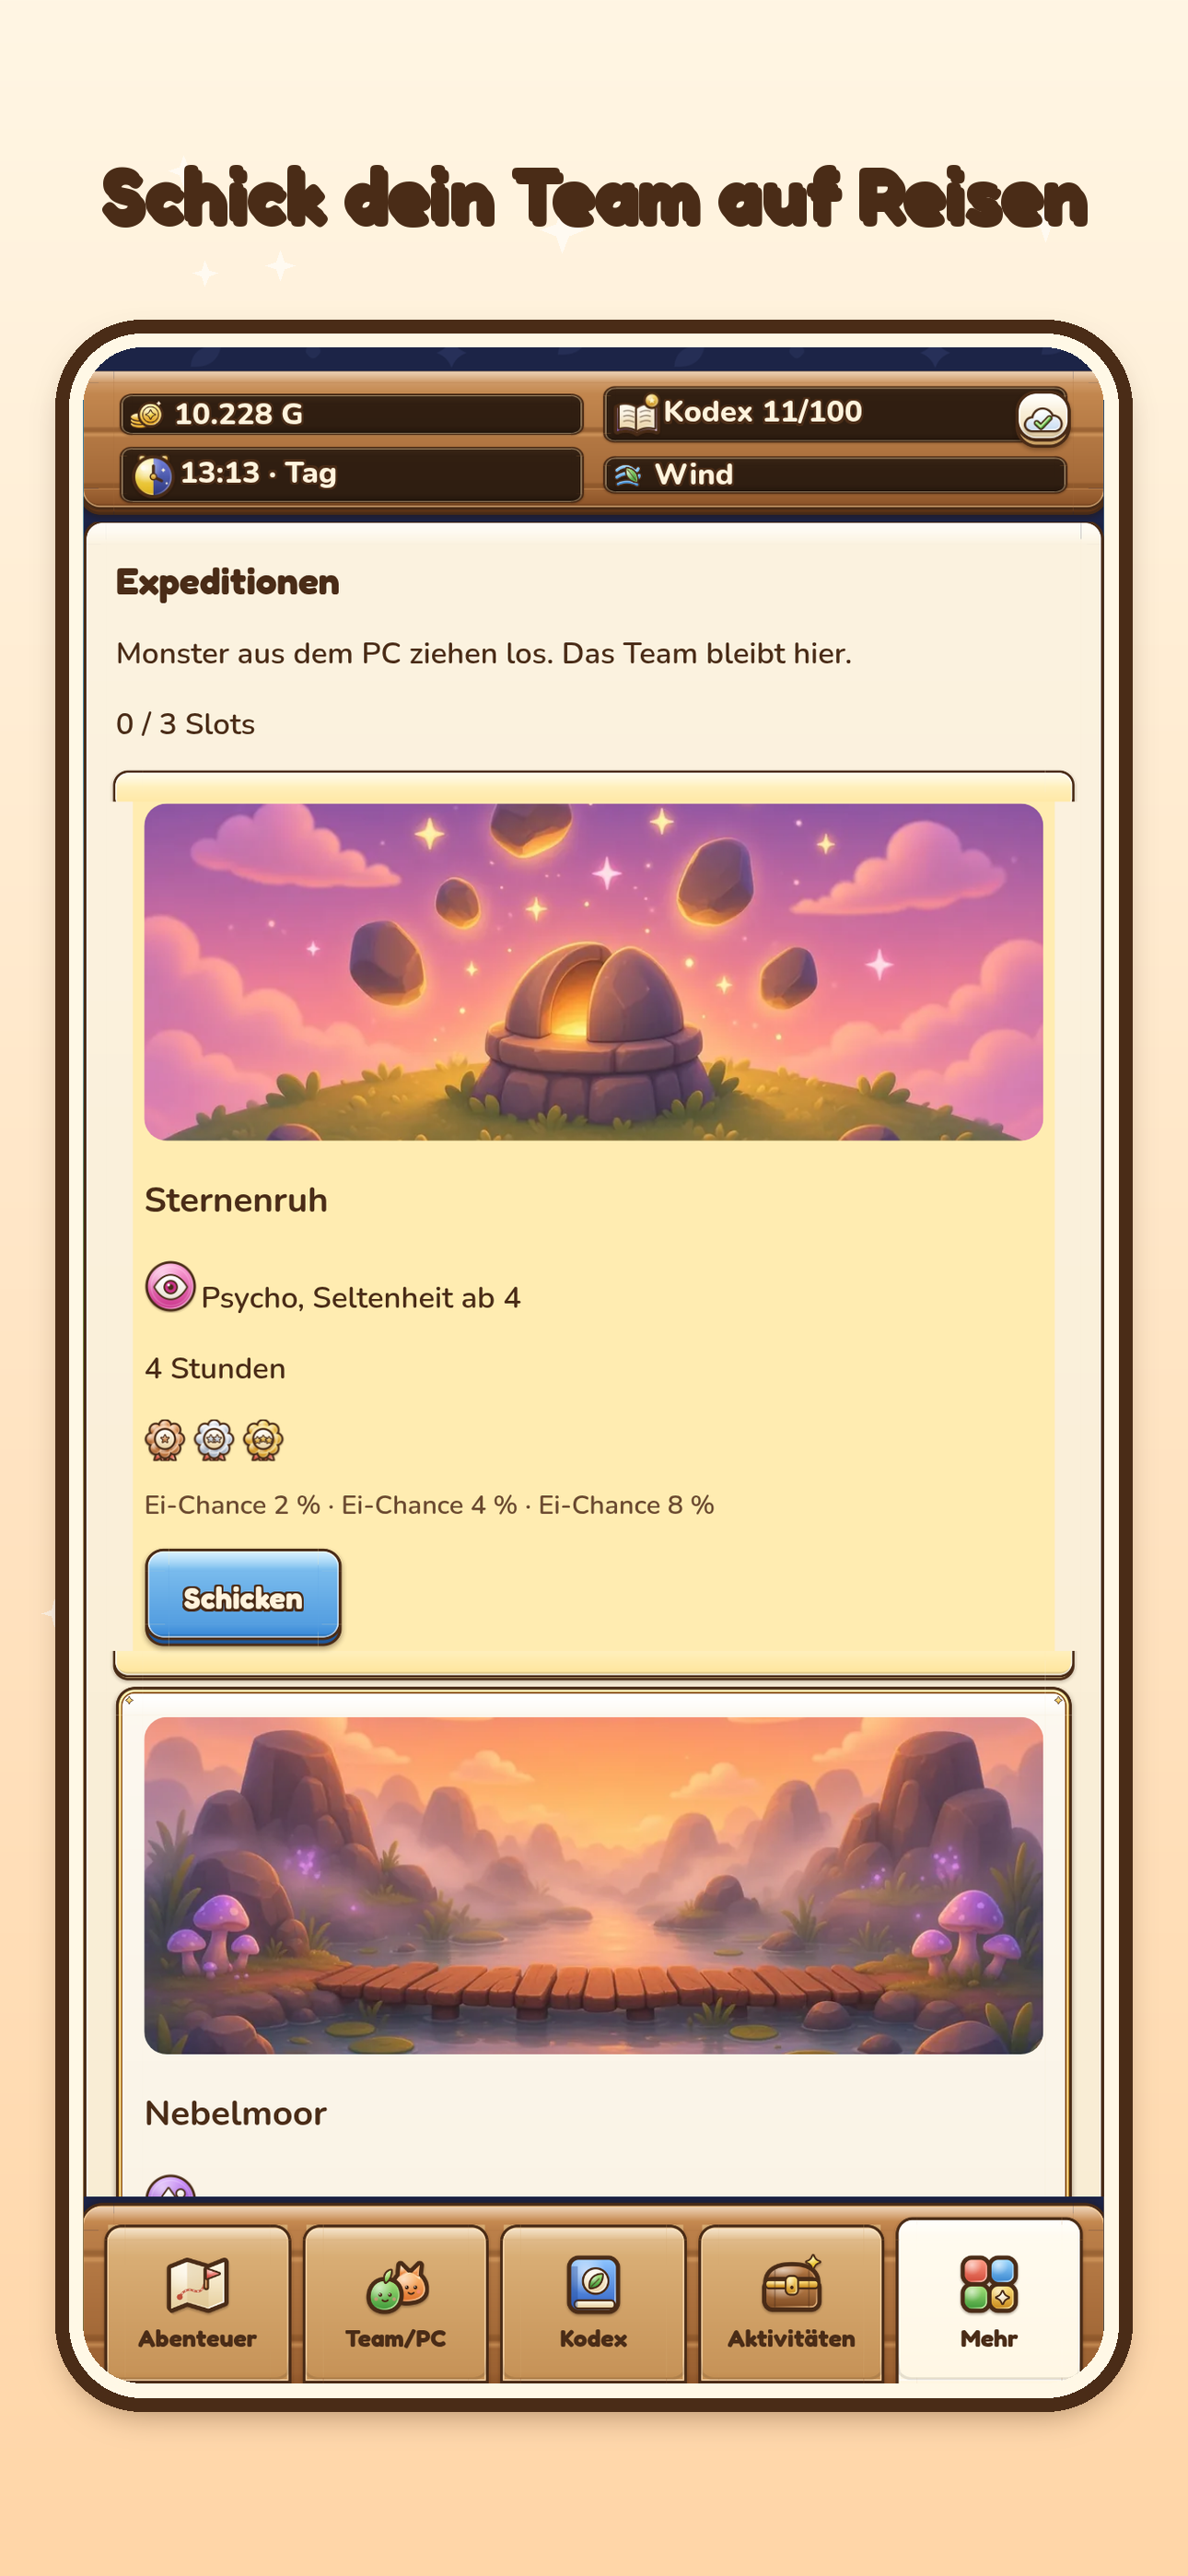 Schick dein Team auf Reisen
10.228 G
Kodex 11/100
13:13 · Tag
Wind
Expeditionen
Monster aus dem PC ziehen los. Das Team bleibt hier.
0 / 3 Slots
Sternenruh
Psycho, Seltenheit ab 4
4 Stunden
Ei-Chance 2 % · Ei-Chance 4 % · Ei-Chance 8 %
Schicken
Nebelmoor
Abenteuer
Team/PC
Kodex
Aktivitäten
Mehr